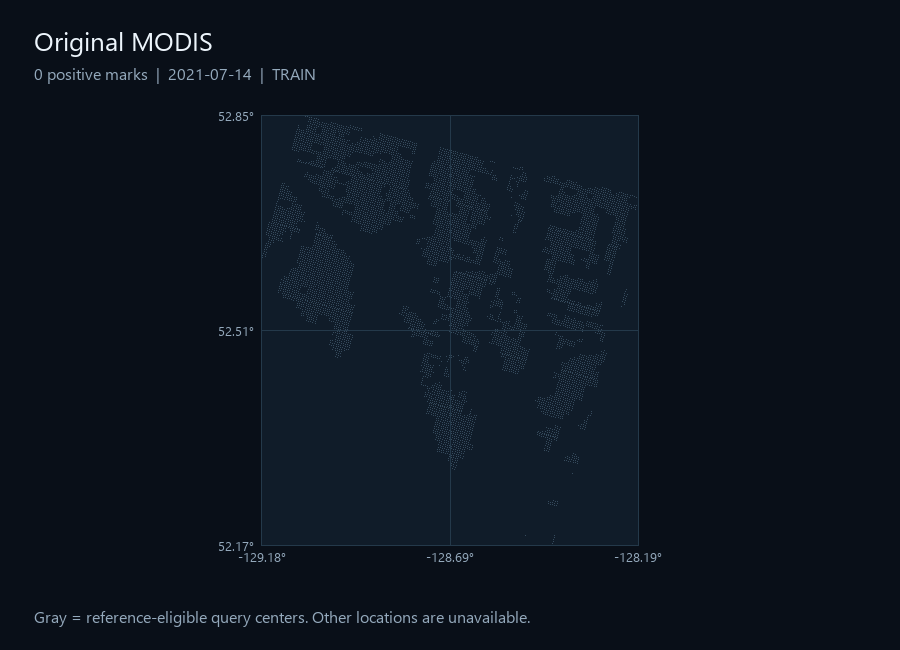 Original MODIS
0 positive marks | 2021-07-14 | TRAIN
52.85°
52.51°
52.17°
-129.18° -128.69° -128.19°
Gray = reference-eligible query centers. Other locations are unavailable.